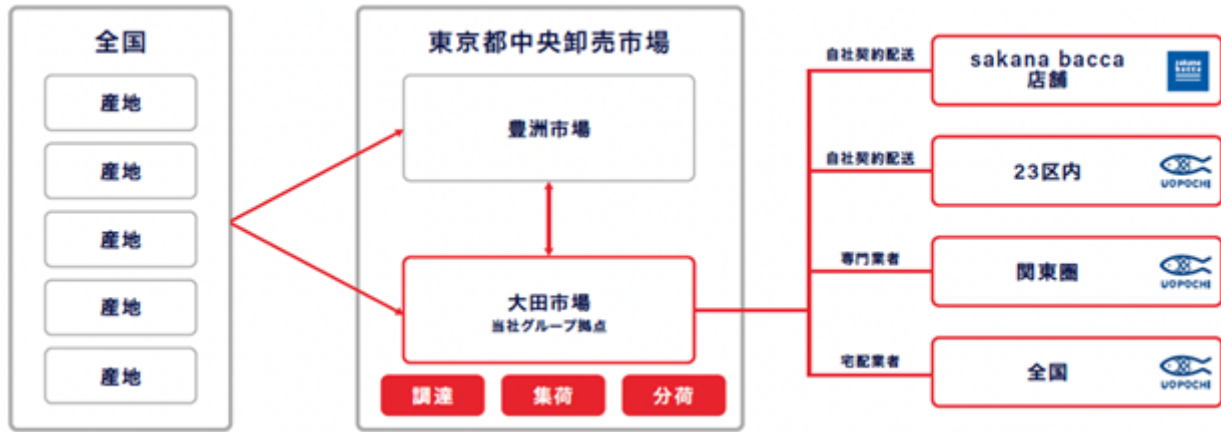 全国
産地
産地
産地
産地
産地
東京都中央卸売市場
豊洲市場
大田市場
当社グループ拠点
調達
集荷
分荷
自社契約配送
sakana bacca
店舗
sakana
bacca
自社契約配送
23区内
UOPOCHI
専門業者
関東圏
UOPOCHI
宅配業者
全国
UOPOCHI